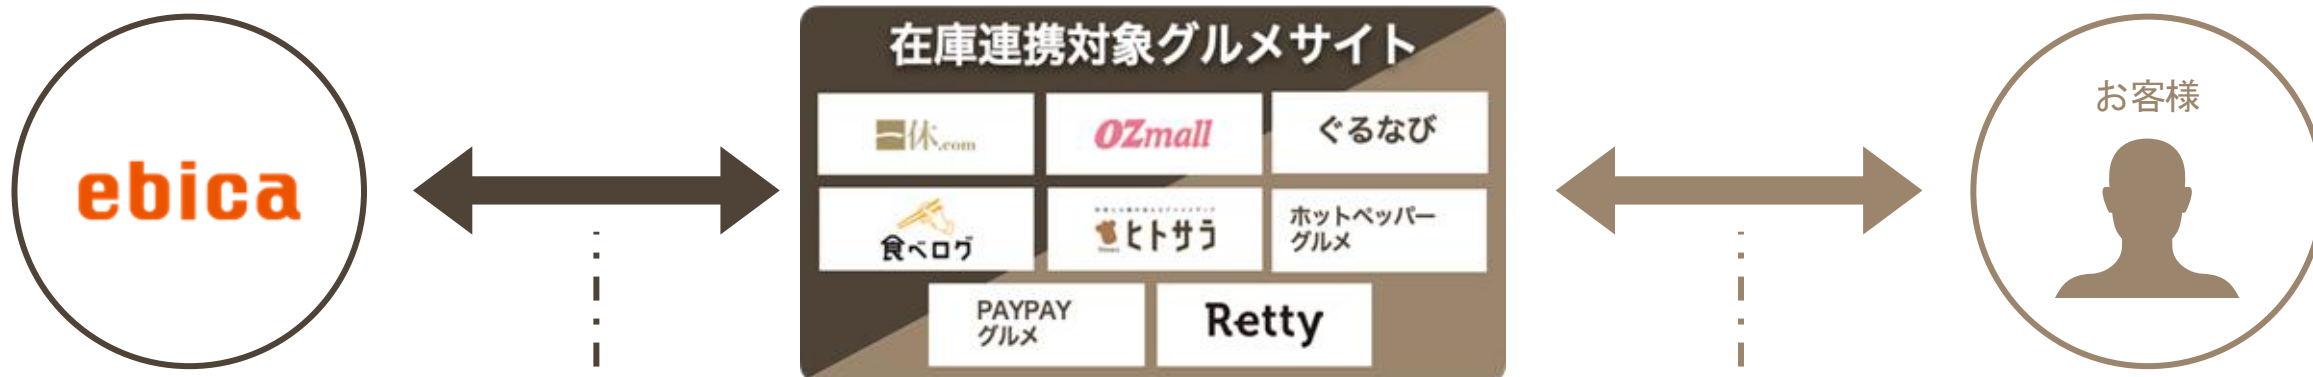 在庫連携対象グルメサイト
ebica
お客様
一休.com
OZmall
ぐるなび
食べログ
ヒトサラ
ホットペッパー
グルメ
PAYPAY
グルメ
Retty